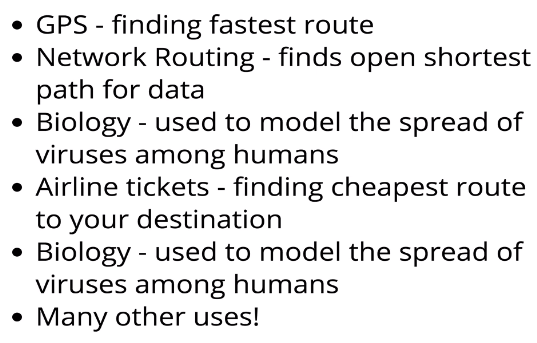 • GPS - finding fastest route
• Network Routing - finds open shortest
path for data
• Biology - used to model the spread of
viruses among humans
• Airline tickets - finding cheapest route
to your destination
• Biology - used to model the spread of
viruses among humans
• Many other uses!